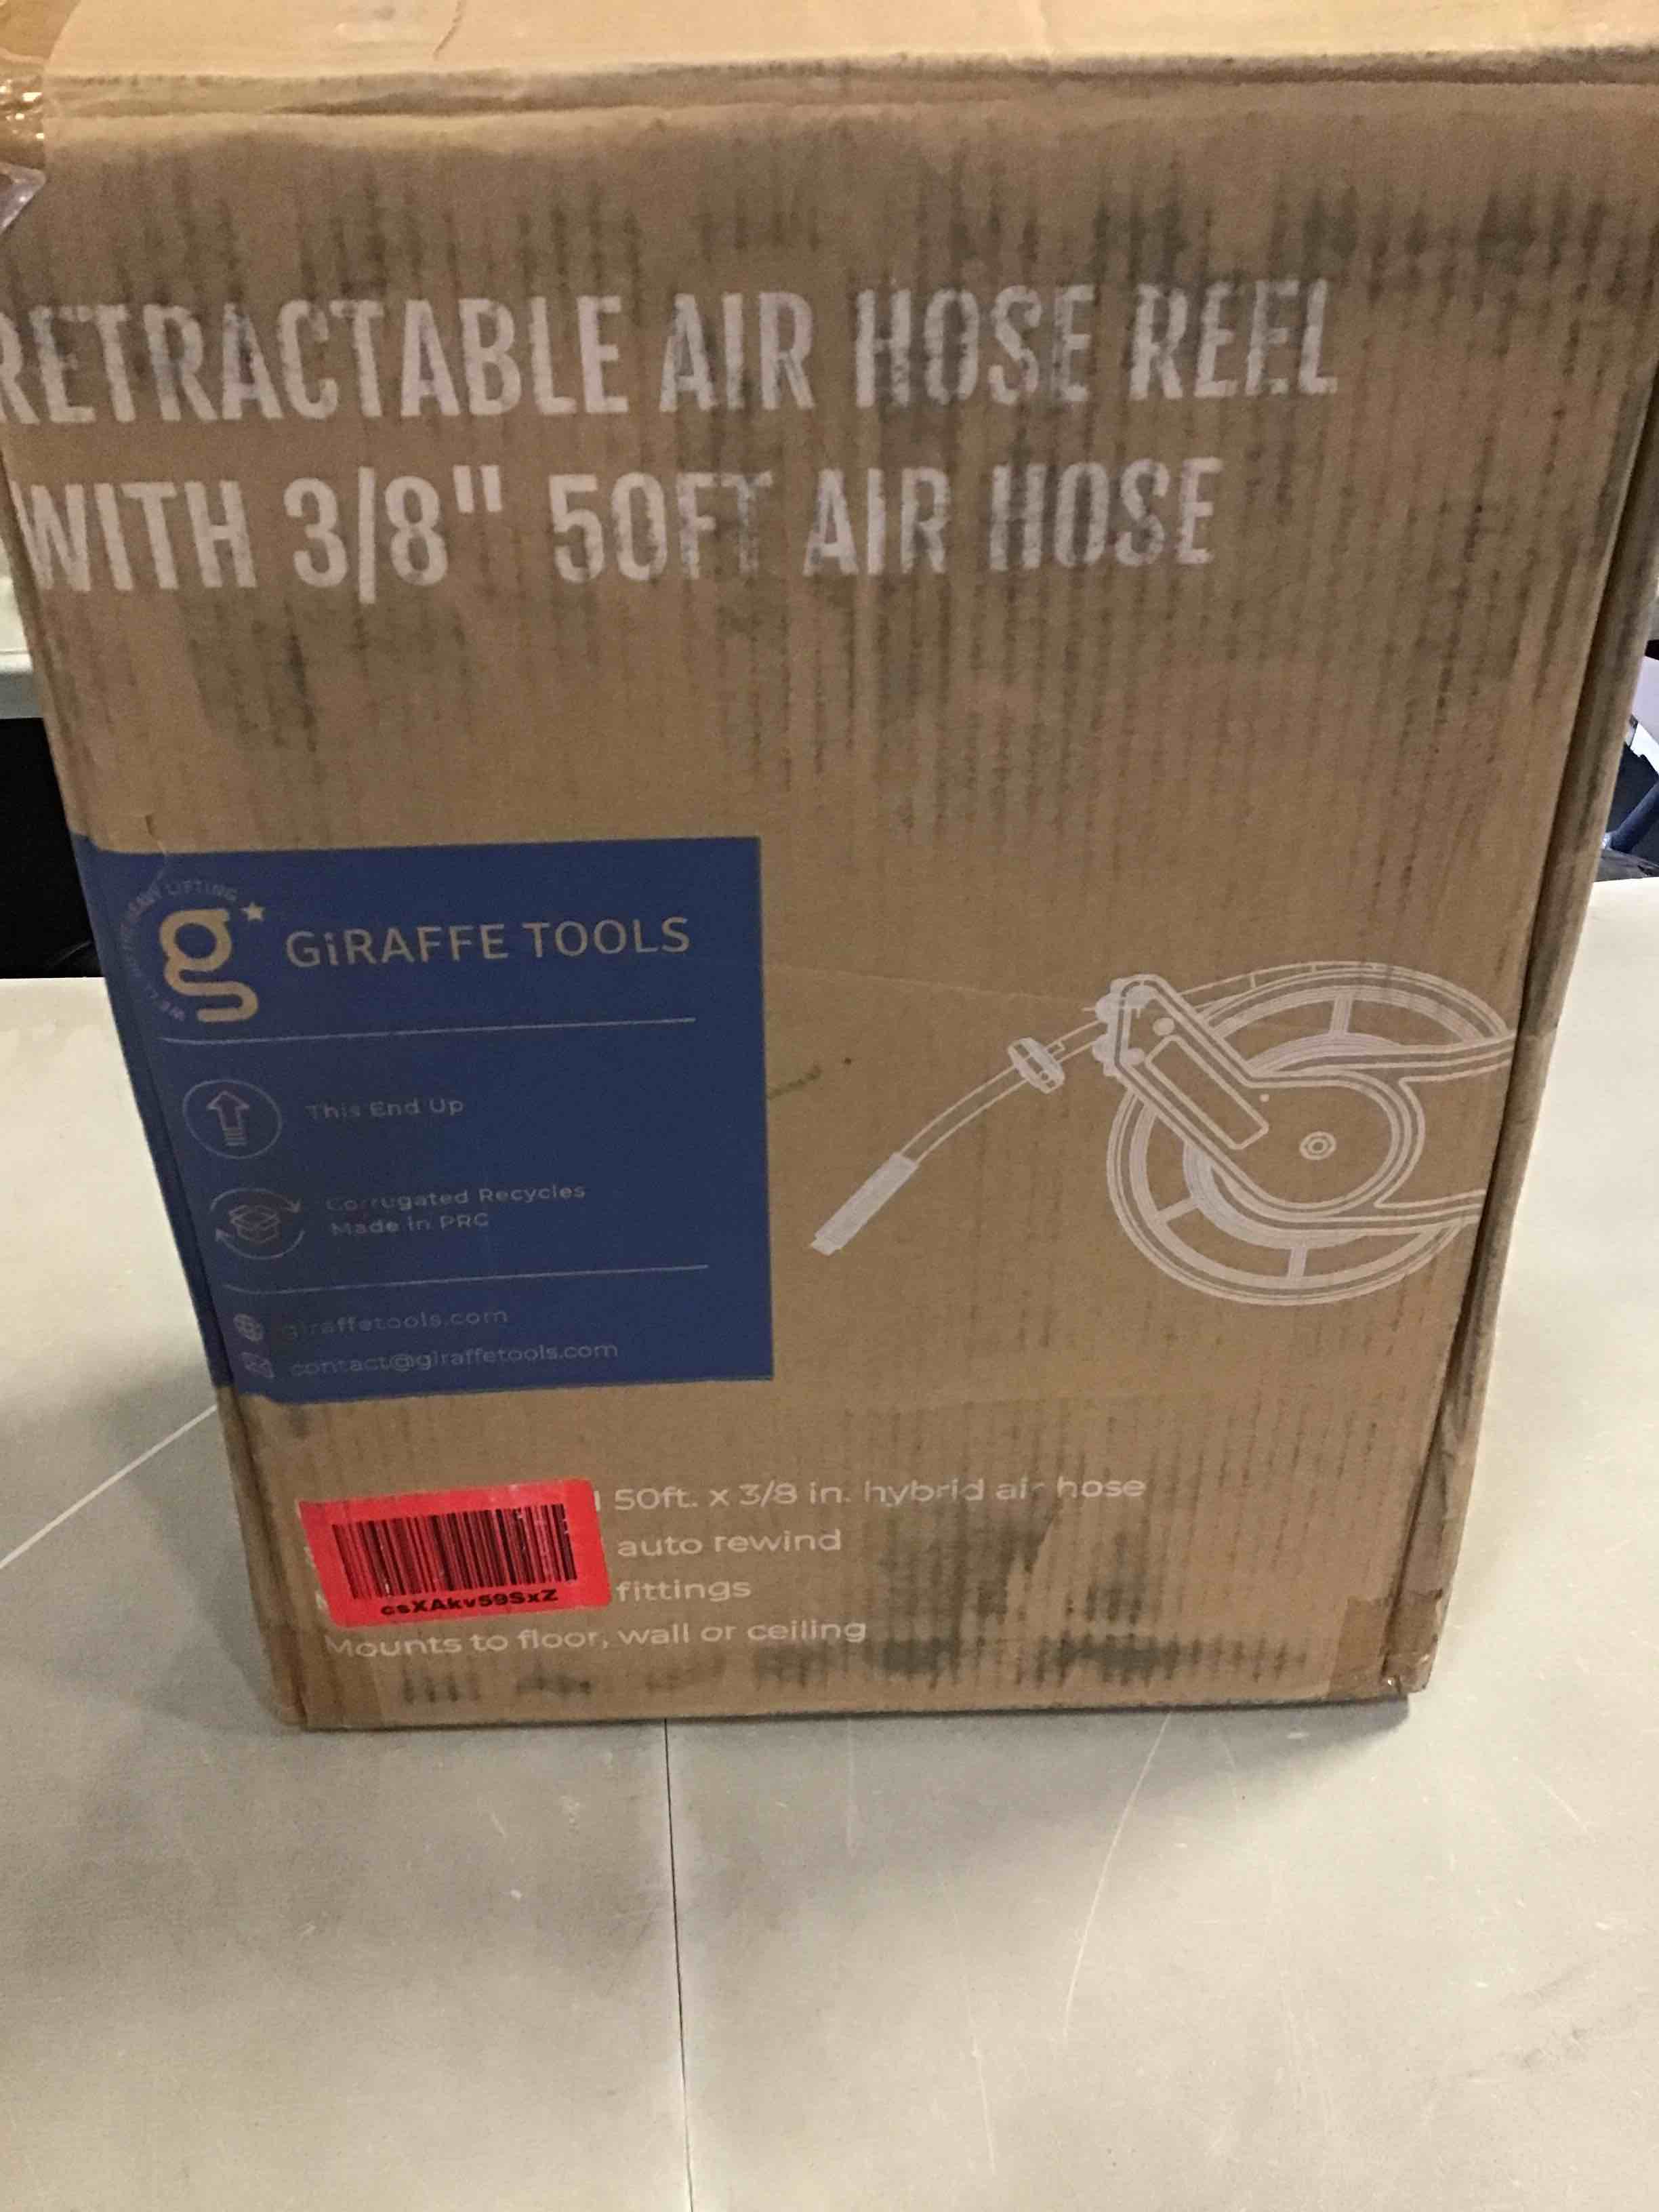 RETRACTABLE AIR HOSE REEL
WITH 3/8" 50FT AIR HOSE
HEAVY LIFTING
g
GiRAFFE TOOLS
This End Up
Corrugated Recycles
Made in PRC
giraffetools.com
contact@giraffetools.com
50ft. x 3/8 in. hybrid air hose
auto rewind
fittings
csXAkv59SxZ
Mounts to floor, wall or ceiling